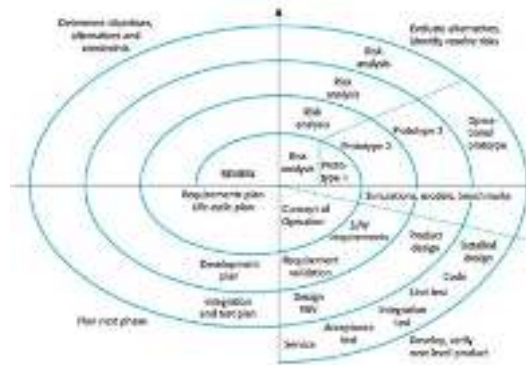 Determine objectives,
alternatives and
constraints
Evaluate alternatives,
identify, resolve risks
Risk
analysis
Risk
analysis
Risk
analysis
Risk
analysis
Proto-
type 1
Prototype 2
Prototype 3
Opera-
tional
prototype
REVIEW
Requirements plan
Life-cycle plan
Simulations, models, benchmarks
Concept of
Operation
S/W
requirements
Product
design
Detailed
design
Requirement
validation
Development
plan
Code
Unit test
Integration
and test plan
Design
V&V
Integration
test
Plan next phase
Acceptance
test
Service
Develop, verify
next-level product